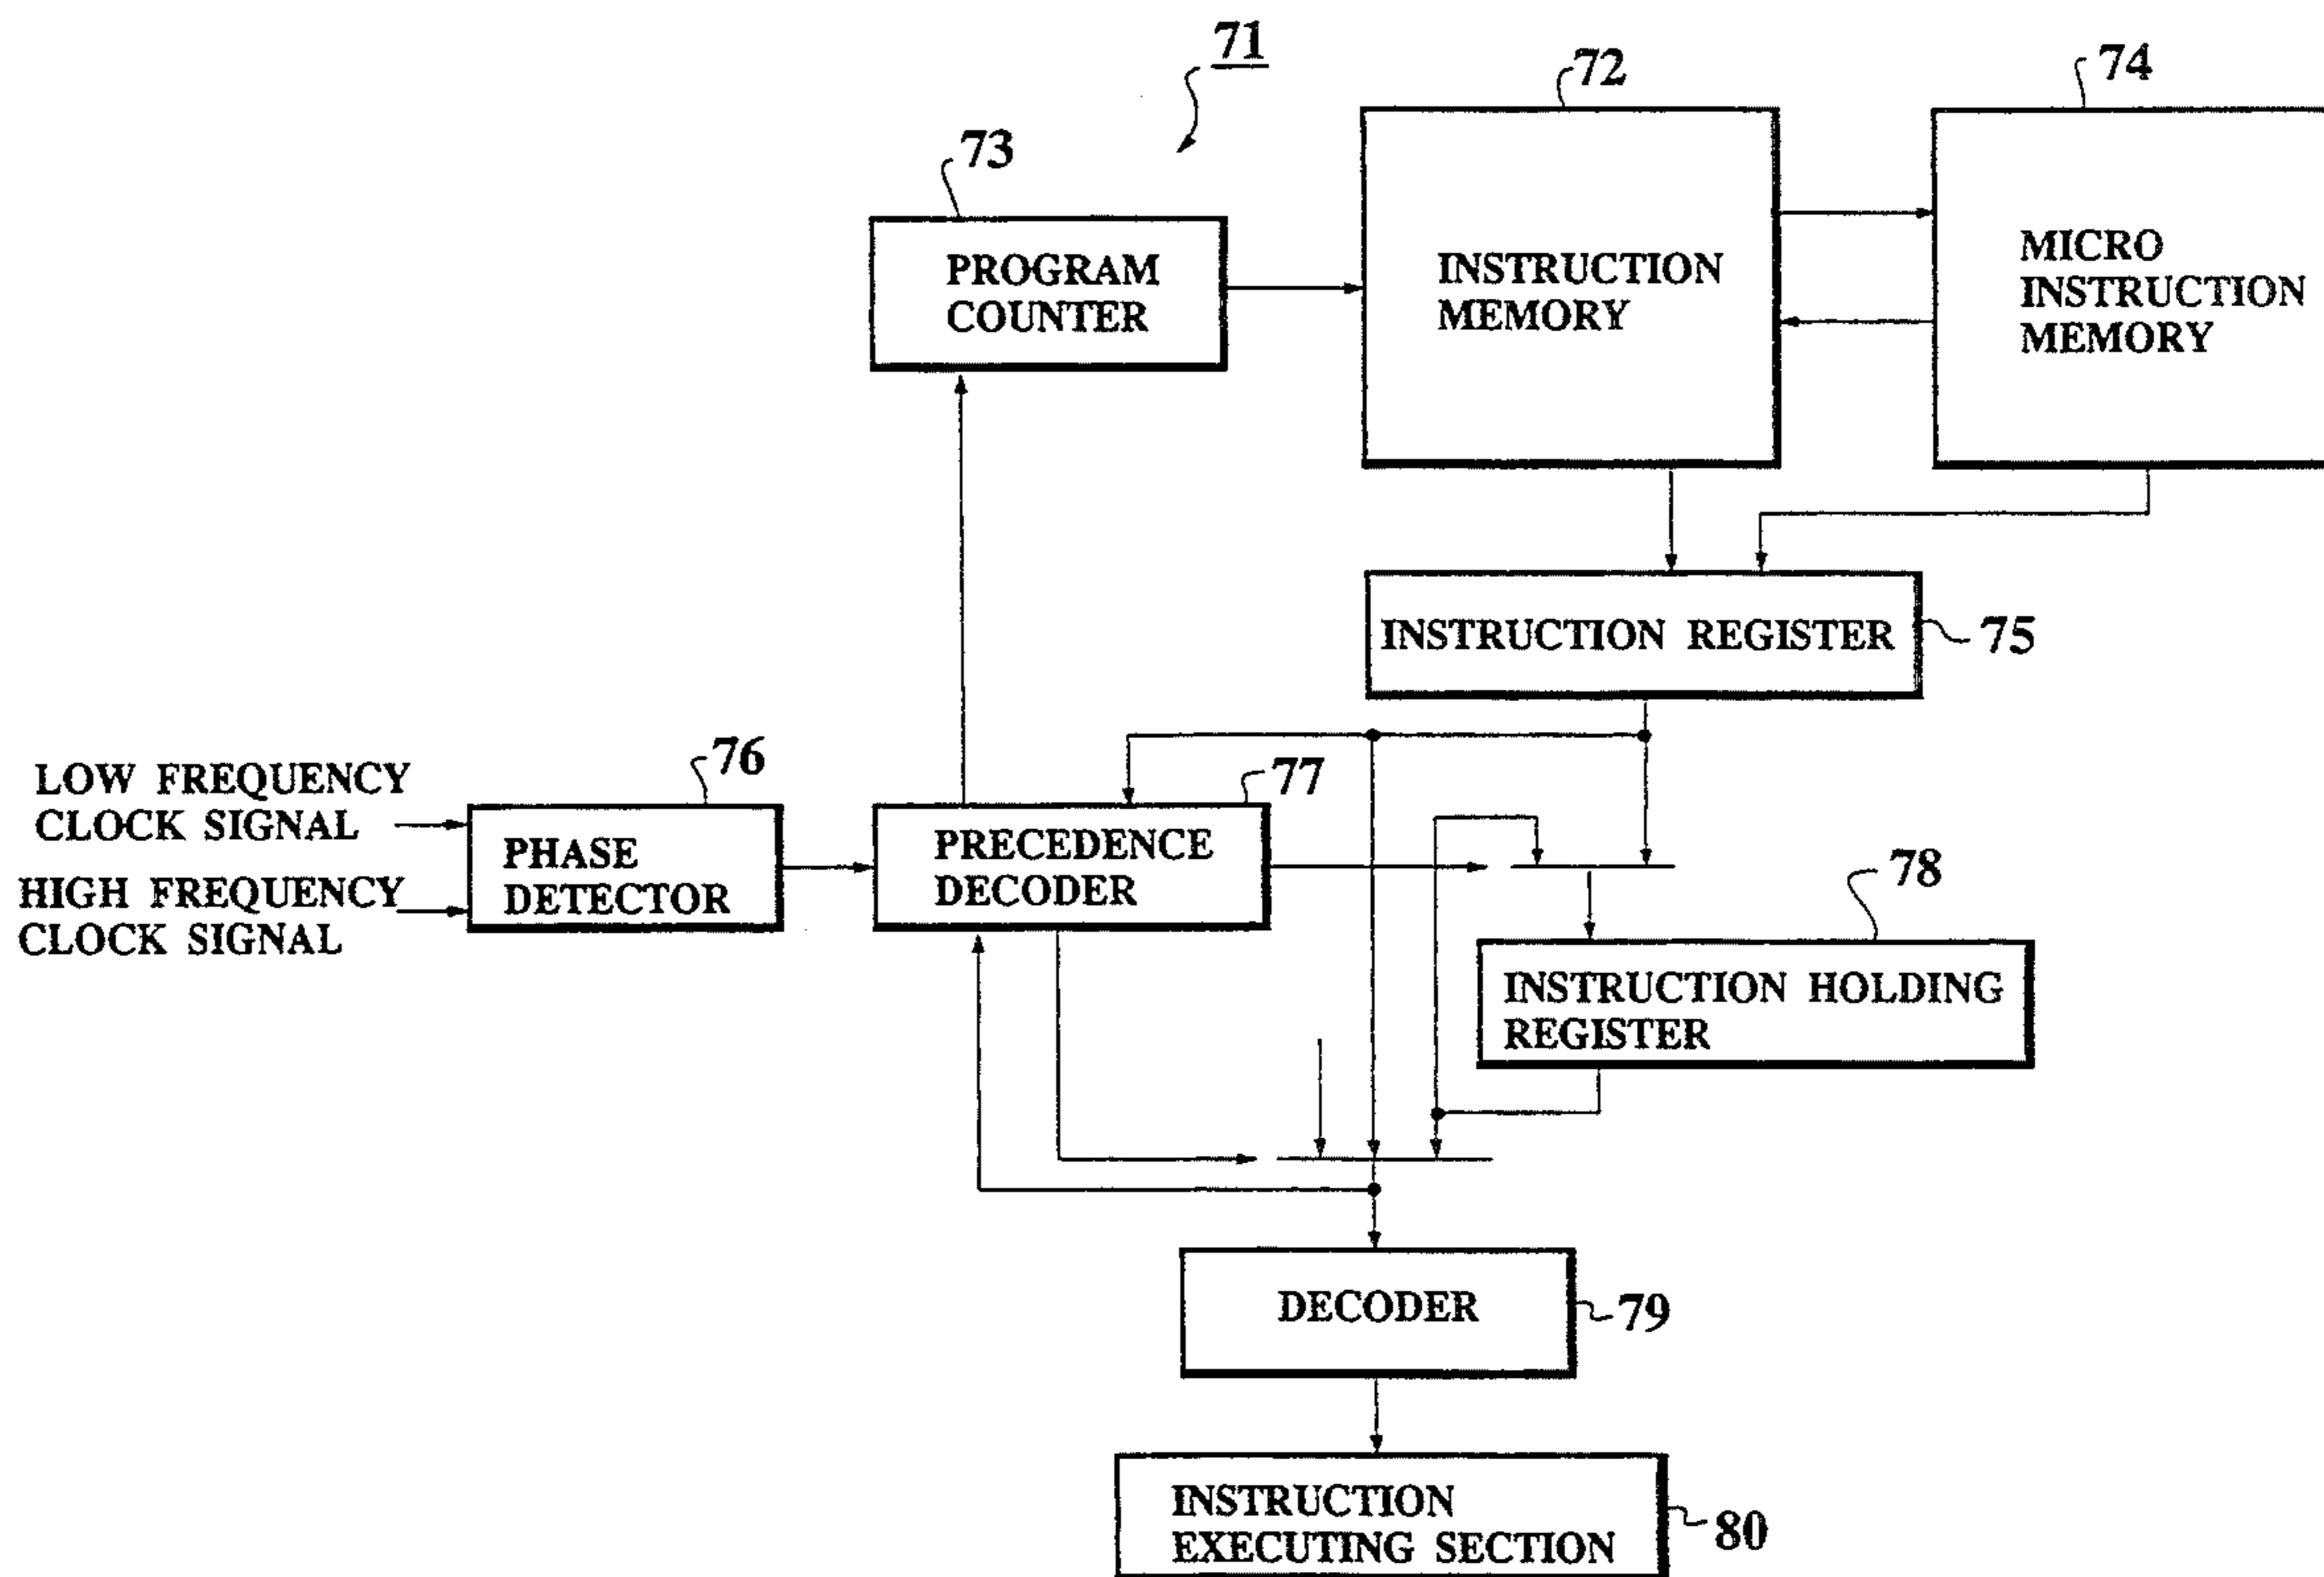 71
72
74
73
PROGRAM
COUNTER
INSTRUCTION
MEMORY
MICRO
INSTRUCTION
MEMORY
INSTRUCTION REGISTER
75
76
77
LOW FREQUENCY
CLOCK SIGNAL
HIGH FREQUENCY
CLOCK SIGNAL
PHASE
DETECTOR
PRECEDENCE
DECODER
78
INSTRUCTION HOLDING
REGISTER
DECODER
79
INSTRUCTION
EXECUTING SECTION
80